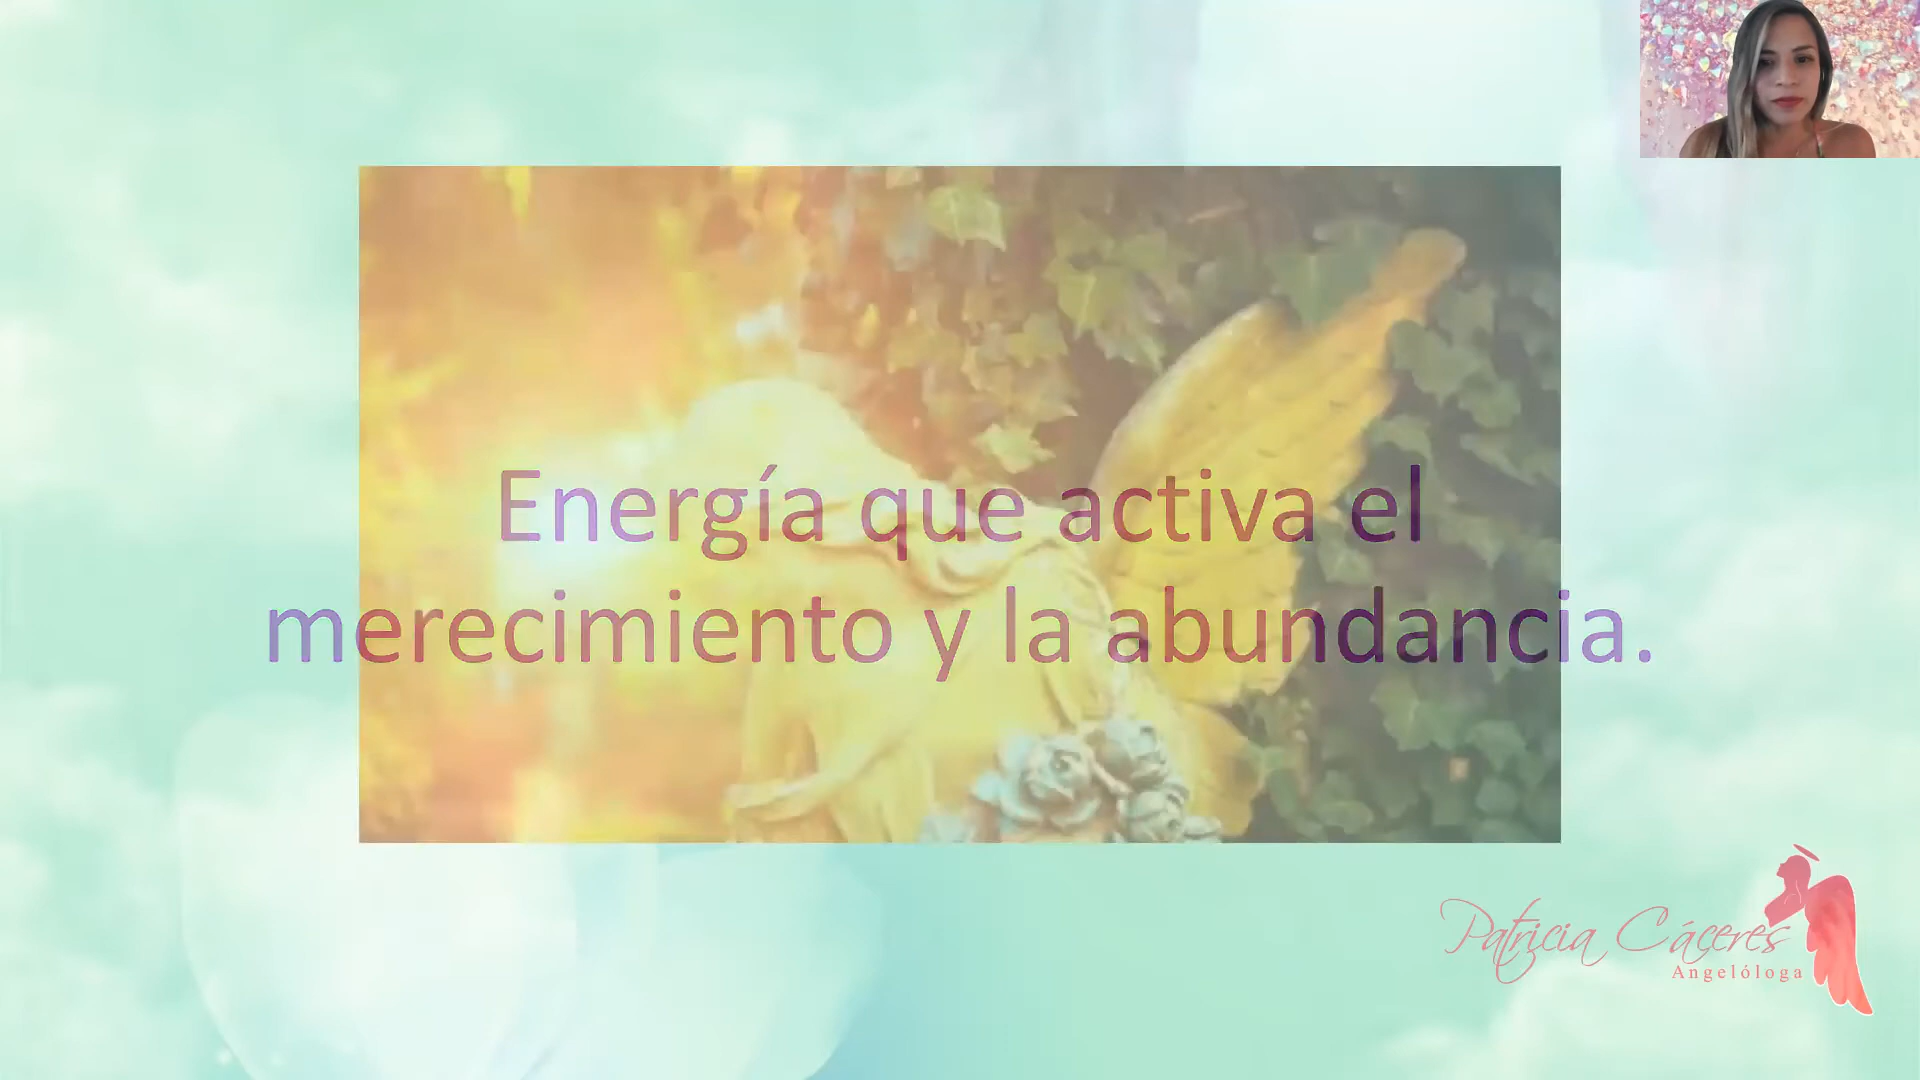 Energía que activa el
merecimiento y la abundancia.
Patricia Cáceres
Angelóloga